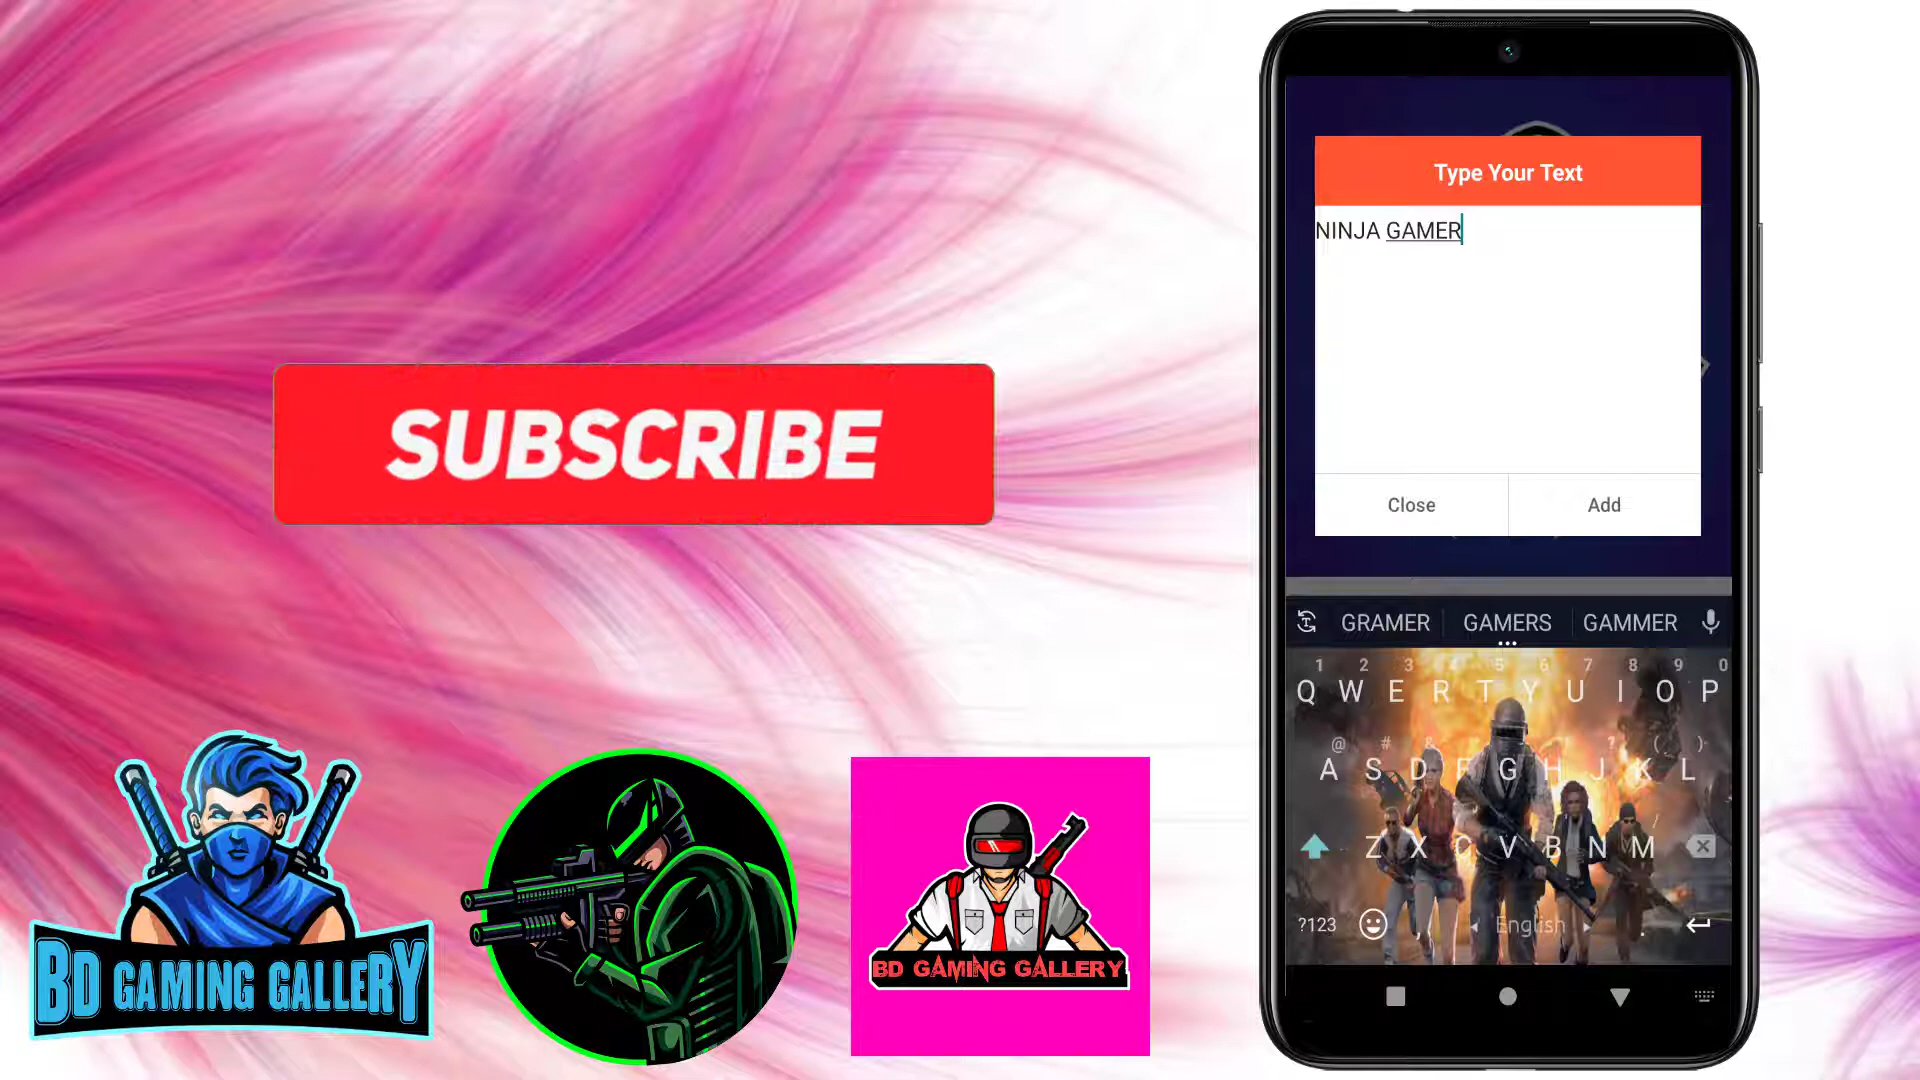 SUBSCRIBE
BD GAMING GALLERY
BD GAMING GALLERY
Type Your Text
NINJA GAMER
Close Add
GRAMER GAMERS GAMMER
1 2 3 4 5 6 7 8 9 0
Q W E R T Y U I O P
@ # & ? ( )
A S D F G H J K L
/
Z X C V B N M
?123 , English .